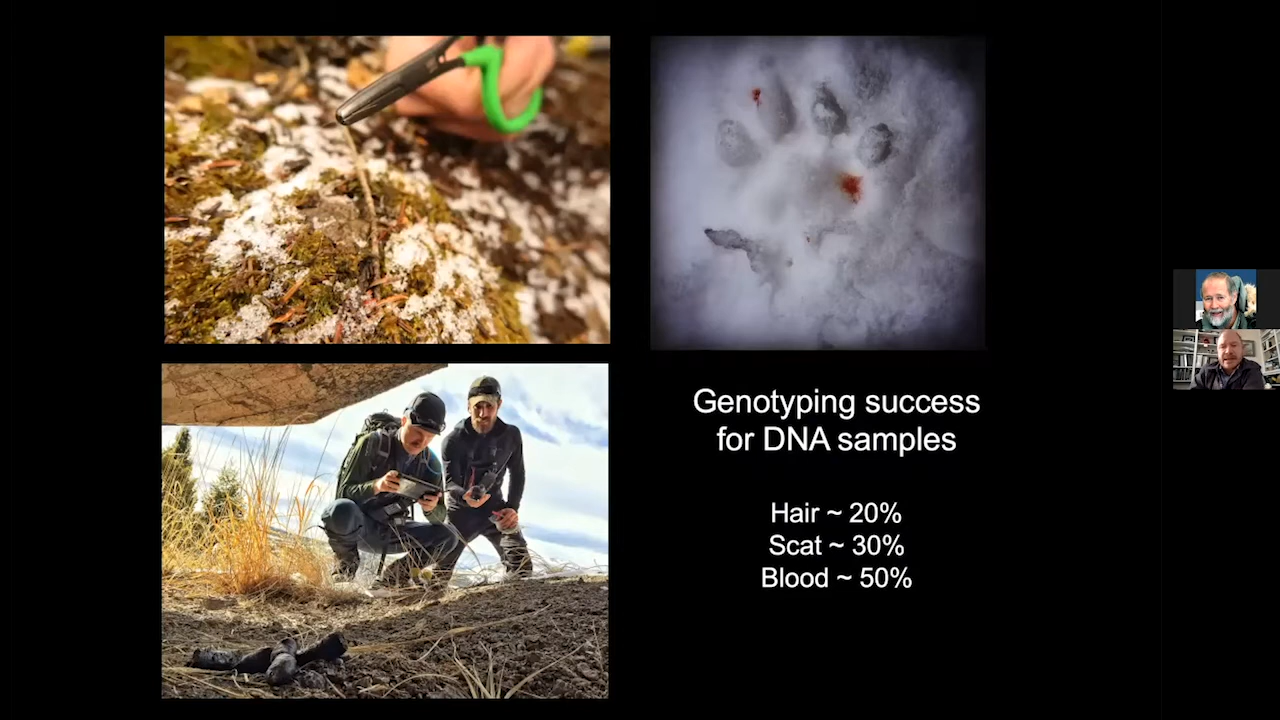 Genotyping success
for DNA samples
Hair ~ 20%
Scat ~ 30%
Blood ~ 50%